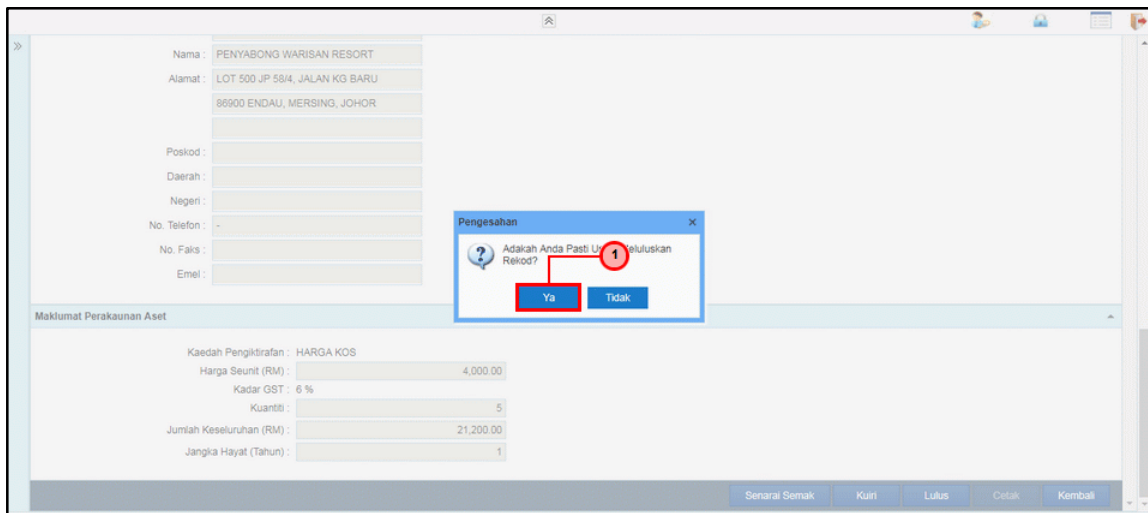 Nama : PENYABONG WARISAN RESORT
Alamat : LOT 500 JP 58/4, JALAN KG BARU
86900 ENDAU, MERSING, JOHOR
Poskod :
Daerah :
Negeri :
No. Telefon : -
No. Faks :
Emel :
Pengesahan
Adakah Anda Pasti
Rekod?
1
Ya Tidak
Maklumat Perakaunan Aset
Kaedah Pengiktirafan : HARGA KOS
Harga Seunit (RM) : 4,000.00
Kadar GST : 6 %
Kuantiti : 5
Jumlah Keseluruhan (RM) : 21,200.00
Jangka Hayat (Tahun) : 1
Senarai Semak Kuiri Lulus Cetak Kembali